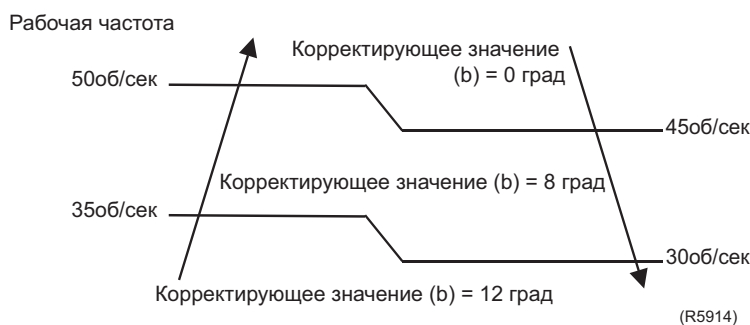 Рабочая частота
Корректирующее значение
(b) = 0 град
50об/сек
45об/сек
Корректирующее значение (b) = 8 град
35об/сек
30об/сек
Корректирующее значение (b) = 12 град
(R5914)